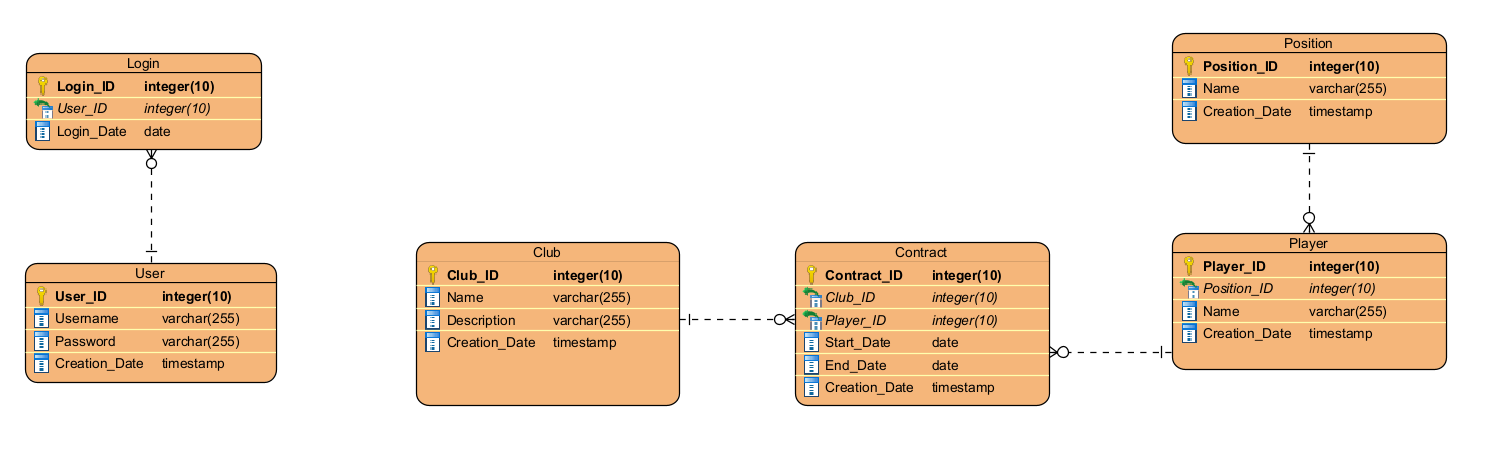 Login
Login_ID integer(10)
User_ID integer(10)
Login_Date date
User
User_ID integer(10)
Username varchar(255)
Password varchar(255)
Creation_Date timestamp
Club
Club_ID integer(10)
Name varchar(255)
Description varchar(255)
Creation_Date timestamp
Contract
Contract_ID integer(10)
Club_ID integer(10)
Player_ID integer(10)
Start_Date date
End_Date date
Creation_Date timestamp
Position
Position_ID integer(10)
Name varchar(255)
Creation_Date timestamp
Player
Player_ID integer(10)
Position_ID integer(10)
Name varchar(255)
Creation_Date timestamp